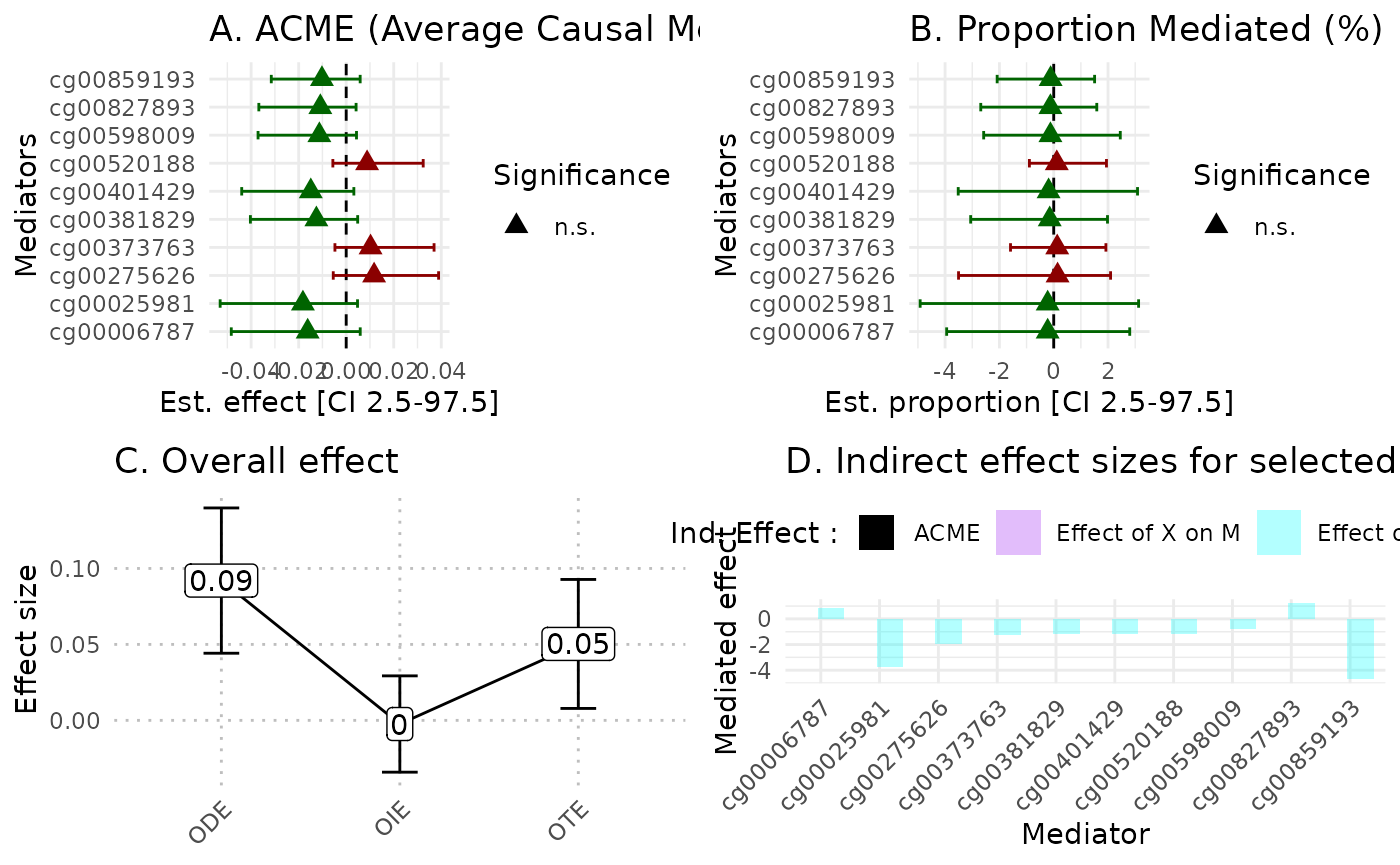 A. ACME (Average Causal
cg00859193
cg00827893
cg00598009
cg00520188
cg00401429
cg00381829
cg00373763
cg00275626
cg00025981
cg00006787
Mediators
-0.04
-0.02
0.00
0.02
0.04
Est. effect [CI 2.5-97.5]
Significance
n.s.
B. Proportion Mediated (%)
cg00859193
cg00827893
cg00598009
cg00520188
cg00401429
cg00381829
cg00373763
cg00275626
cg00025981
cg00006787
Mediators
-4
-2
0
2
Est. proportion [CI 2.5-97.5]
Significance
n.s.
C. Overall effect
Effect size
0.10
0.05
0.00
0.09
0
0.05
ODE
OIE
OTE
D. Indirect effect sizes for selected
Ind. Effect :
ACME
Effect of X on M
Effect
Mediated effect
0
-2
-4
cg00006787
cg00025981
cg00275626
cg00373763
cg00381829
cg00401429
cg00520188
cg00598009
cg00827893
cg00859193
Mediator